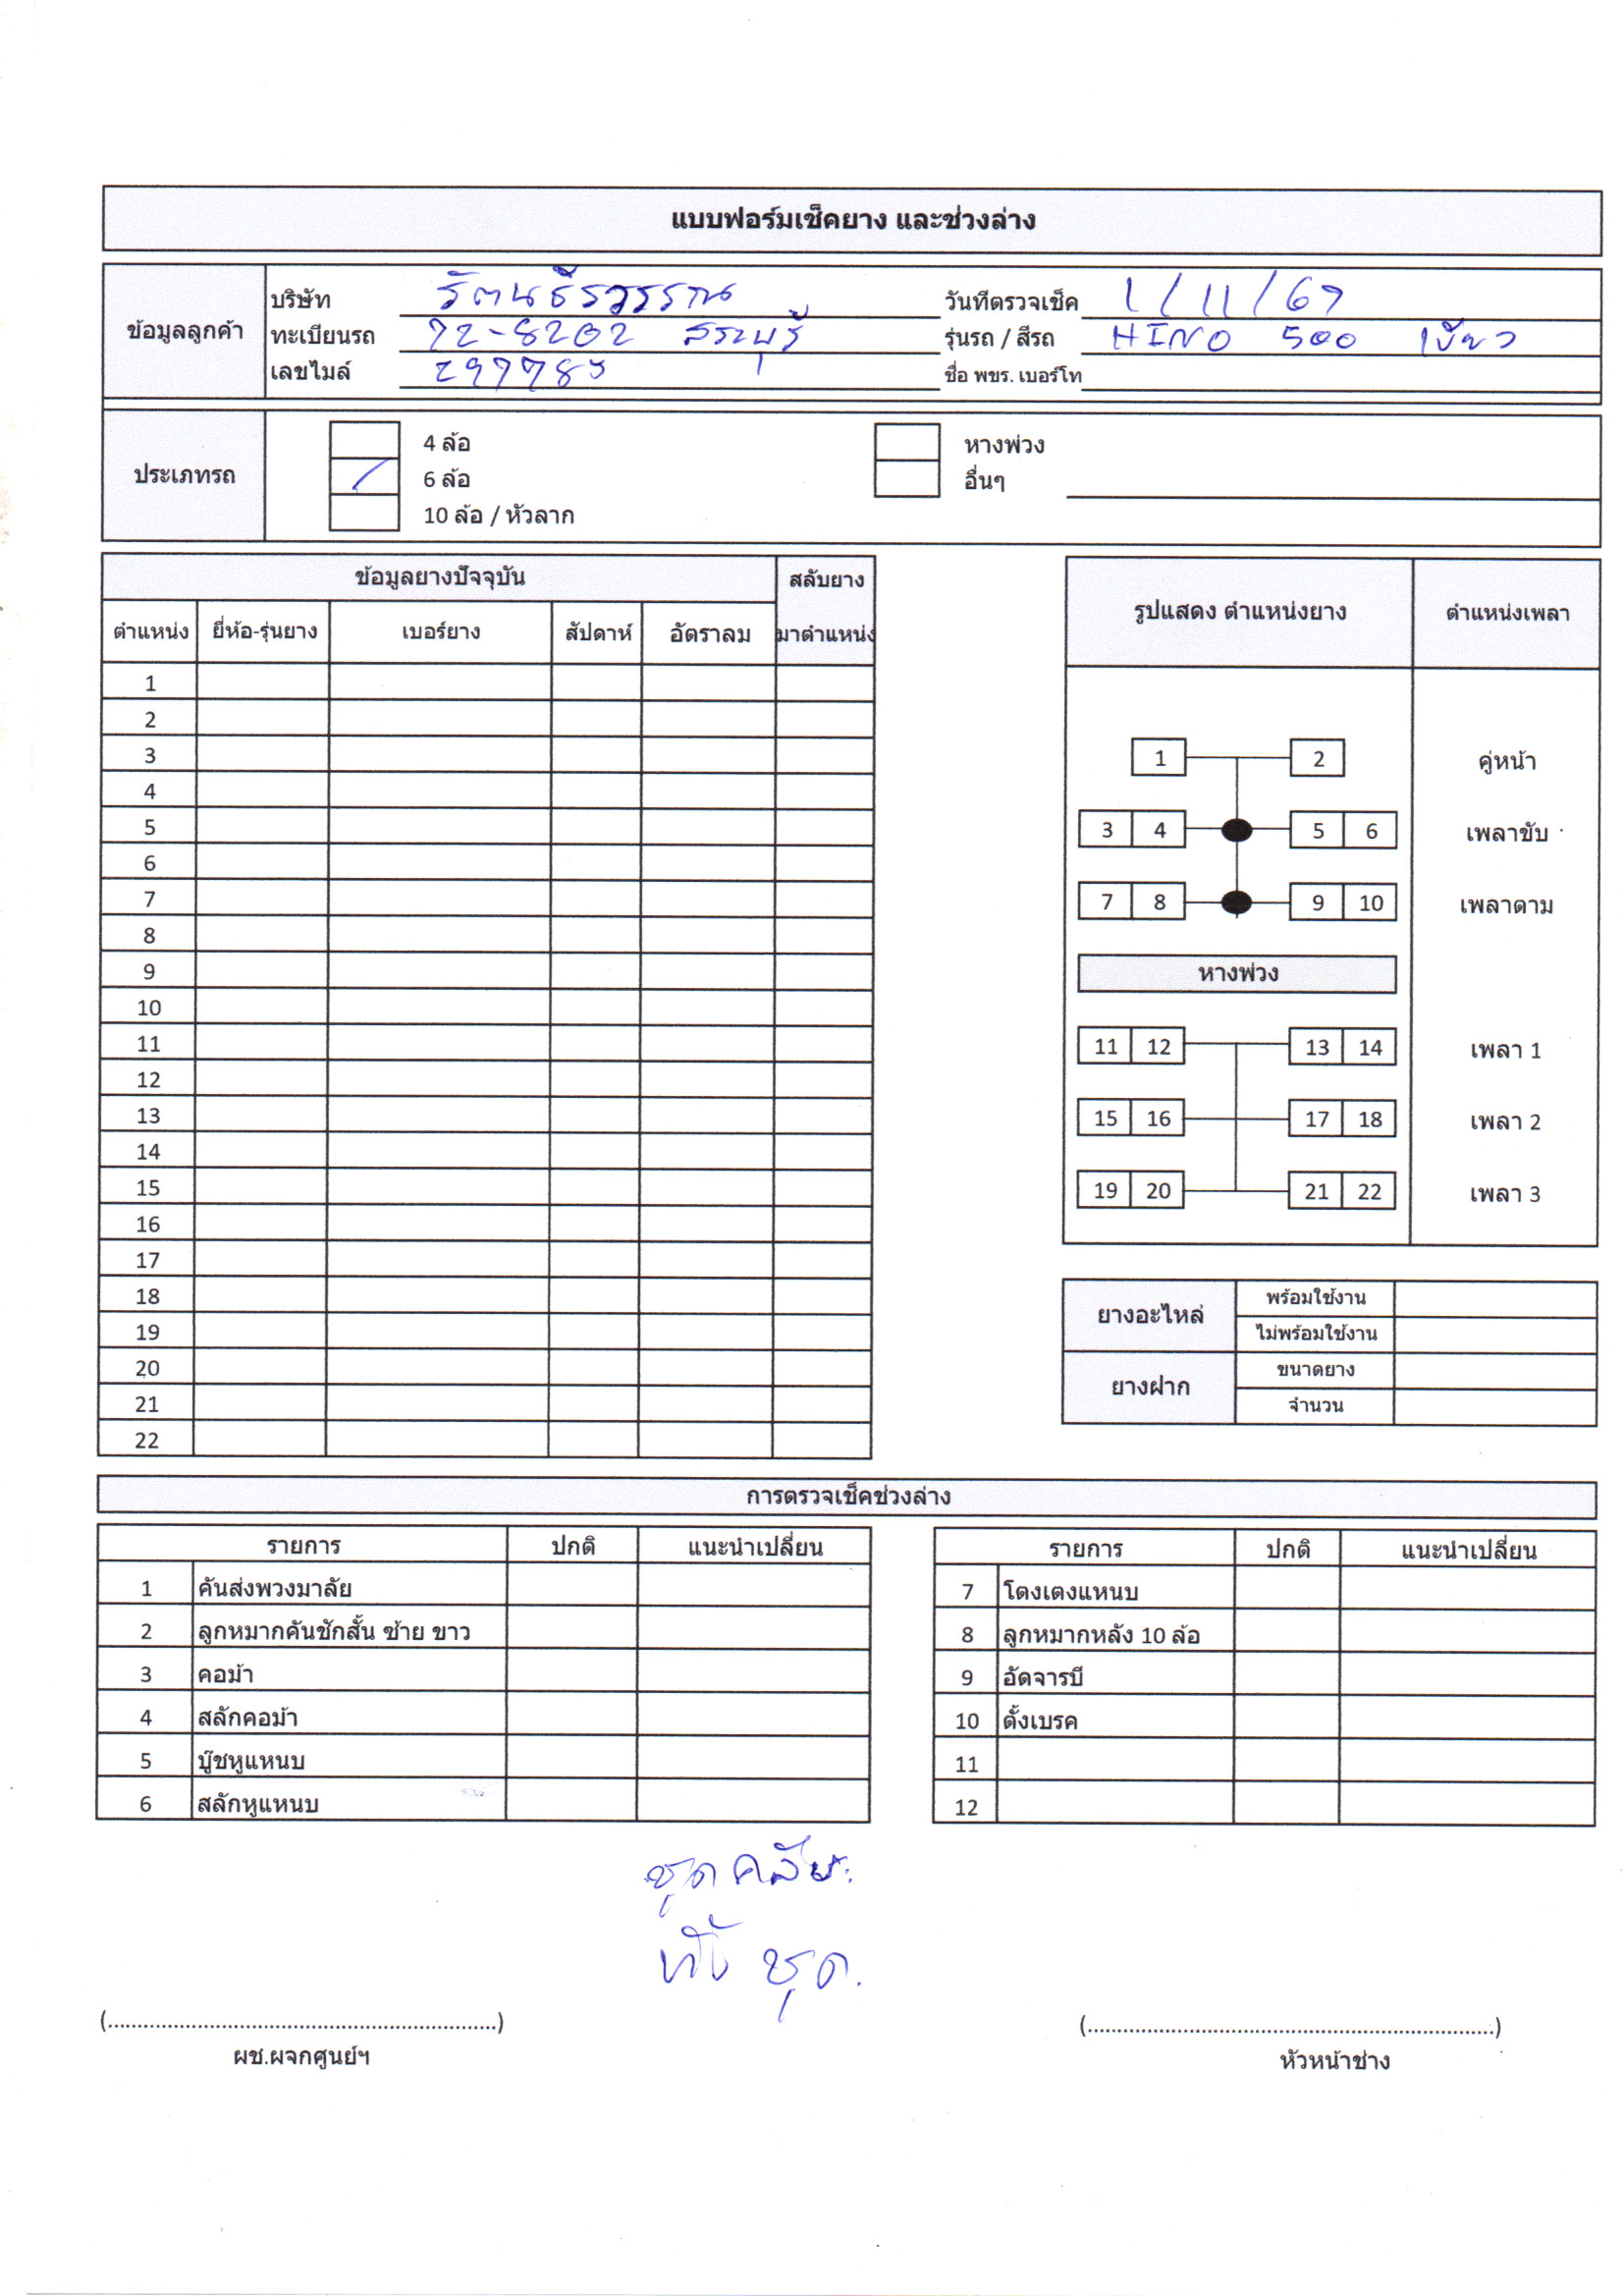 แบบฟอร์มเช็คยาง และช่วงล่าง
ข้อมูลลูกค้า
บริษัท รัตนธีรวรรณ วันที่ตรวจเช็ค 1/11/67
ทะเบียนรถ 72-8202 สระบุรี รุ่นรถ / สีรถ HINO 500 เขียว
เลขไมล์ ชื่อ พขร. เบอร์โท
ประเภทรถ
4 ล้อ หางพ่วง
/ 6 ล้อ อื่นๆ
10 ล้อ / หัวลาก
ข้อมูลยางปัจจุบัน สลับยาง
ตำแหน่ง ยี่ห้อ-รุ่นยาง เบอร์ยาง สัปดาห์ อัตราลม มาตำแหน่ง
1
2
3
4
5
6
7
8
9
10
11
12
13
14
15
16
17
18
19
20
21
22
รูปแสดง ตำแหน่งยาง ตำแหน่งเพลา
1 2 คู่หน้า
3 4 5 6 เพลาขับ
7 8 9 10 เพลาตาม
หางพ่วง
11 12 13 14 เพลา 1
15 16 17 18 เพลา 2
19 20 21 22 เพลา 3
ยางอะไหล่ พร้อมใช้งาน
ไม่พร้อมใช้งาน
ยางฝาก ขนาดยาง
จำนวน
การตรวจเช็คช่วงล่าง
รายการ ปกติ แนะนำเปลี่ยน
1 คันส่งพวงมาลัย
2 ลูกหมากคันชักสั้น ซ้าย ขาว
3 คอม้า
4 สลักคอม้า
5 บู๊ชหูแหนบ
6 สลักหูแหนบ
รายการ ปกติ แนะนำเปลี่ยน
7 โตงเตงแหนบ
8 ลูกหมากหลัง 10 ล้อ
9 อัดจารบี
10 ตั้งเบรค
11
12
ชุดคลัช
ทั้งชุด.
(.................................................................) (.....................................................................)
ผช.ผจกศูนย์ฯ หัวหน้าช่าง